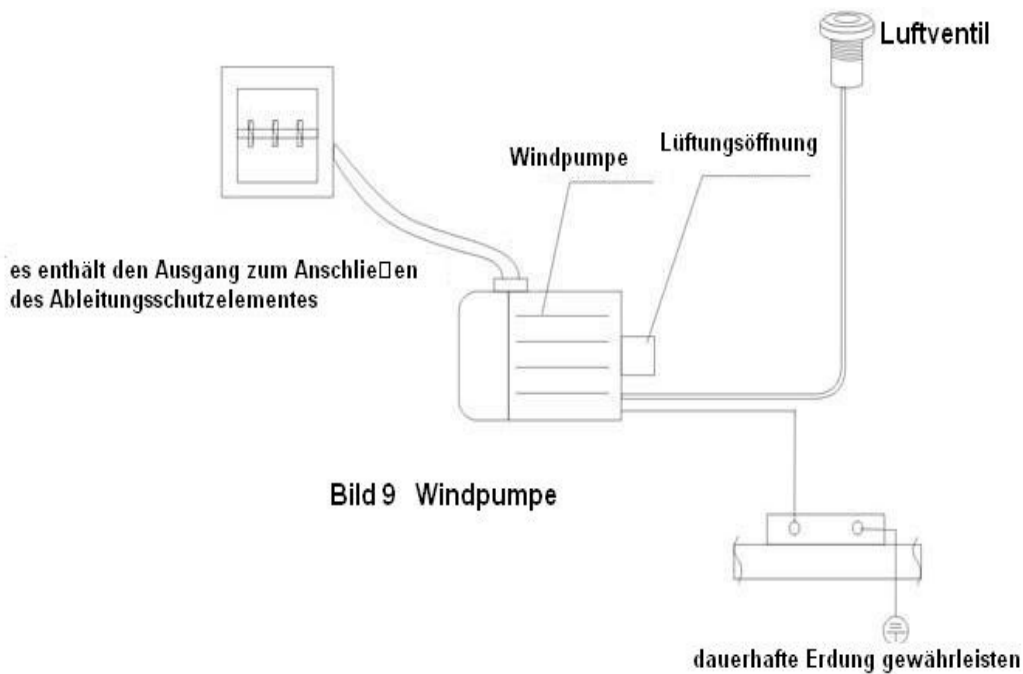 Luftventil
Windpumpe
Lüftungsöffnung
es enthält den Ausgang zum Anschlie□en
des Ableitungsschutzelementes
Bild 9 Windpumpe
dauerhafte Erdung gewährleisten